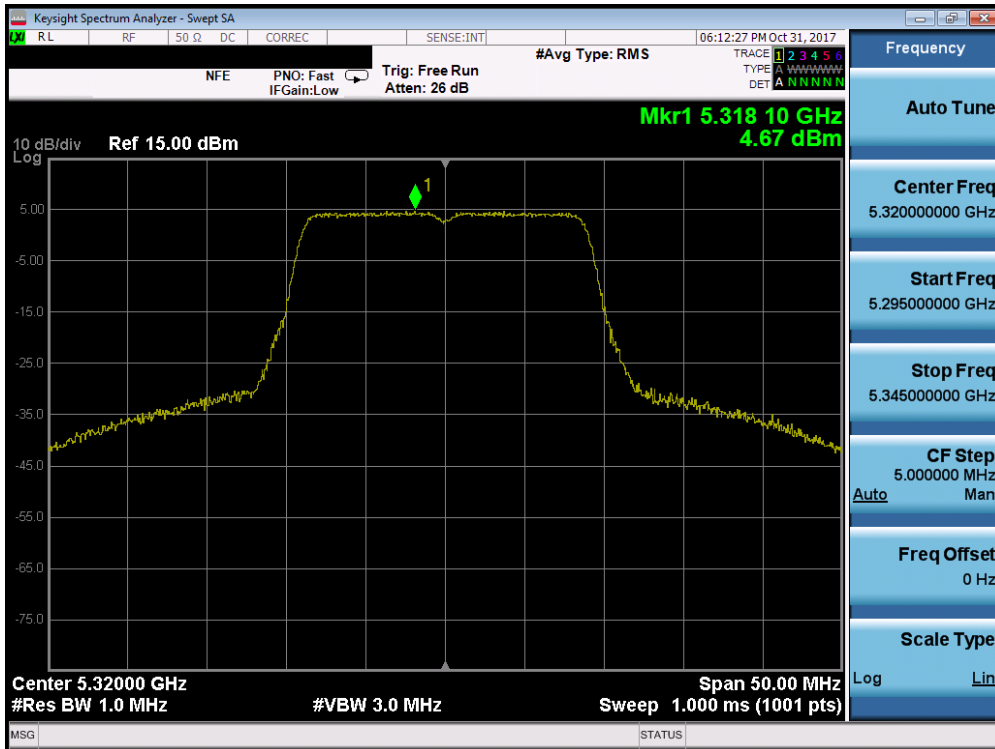 Keysight Spectrum Analyzer - Swept SA
LXI RL RF 50 Ω DC CORREC SENSE:INT 06:12:27 PM Oct 31, 2017
#Avg Type: RMS TRACE 1 2 3 4 5 6
NFE PNO: Fast Trig: Free Run TYPE A WWWWW
IFGain:Low Atten: 26 dB DET A N N N N N
Mkr1 5.318 10 GHz
4.67 dBm
10 dB/div Ref 15.00 dBm
Log
1
5.00
-5.00
-15.0
-25.0
-35.0
-45.0
-55.0
-65.0
-75.0
Center 5.32000 GHz Span 50.00 MHz
#Res BW 1.0 MHz #VBW 3.0 MHz Sweep 1.000 ms (1001 pts)
MSG STATUS
Frequency
Auto Tune
Center Freq
5.320000000 GHz
Start Freq
5.295000000 GHz
Stop Freq
5.345000000 GHz
CF Step
5.000000 MHz
Auto Man
Freq Offset
0 Hz
Scale Type
Log Lin